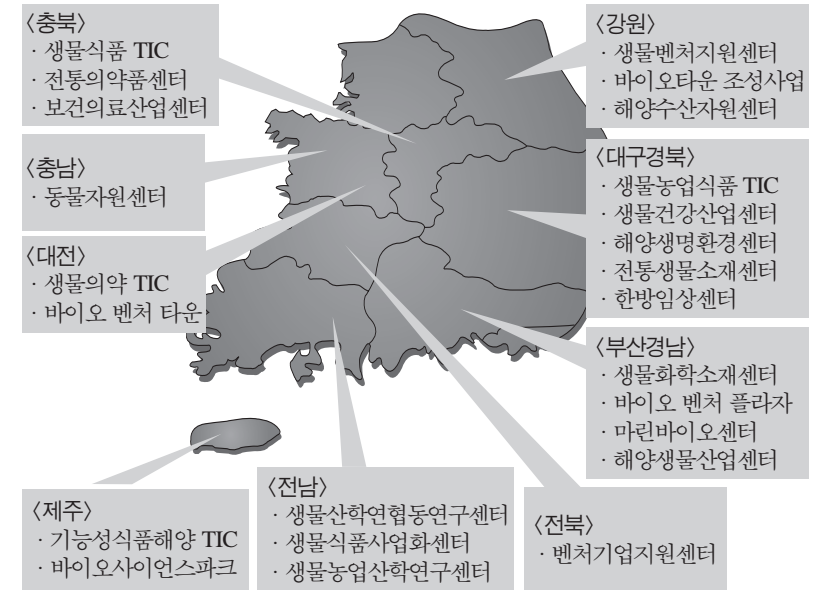 〈충북〉
· 생물식품 TIC
· 전통의약품센터
· 보건의료산업센터
〈충남〉
· 동물자원센터
〈대전〉
· 생물의약 TIC
· 바이오 벤처 타운
〈강원〉
· 생물벤처지원센터
· 바이오타운 조성사업
· 해양수산자원센터
〈대구경북〉
· 생물농업식품 TIC
· 생물건강산업센터
· 해양생명환경센터
· 전통생물소재센터
· 한방임상센터
〈부산경남〉
· 생물화학소재센터
· 바이오 벤처 플라자
· 마린바이오센터
· 해양생물산업센터
〈제주〉
· 기능성식품해양 TIC
· 바이오사이언스파크
〈전남〉
· 생물산학연협동연구센터
· 생물식품사업화센터
· 생물농업산학연구센터
〈전북〉
· 벤처기업지원센터